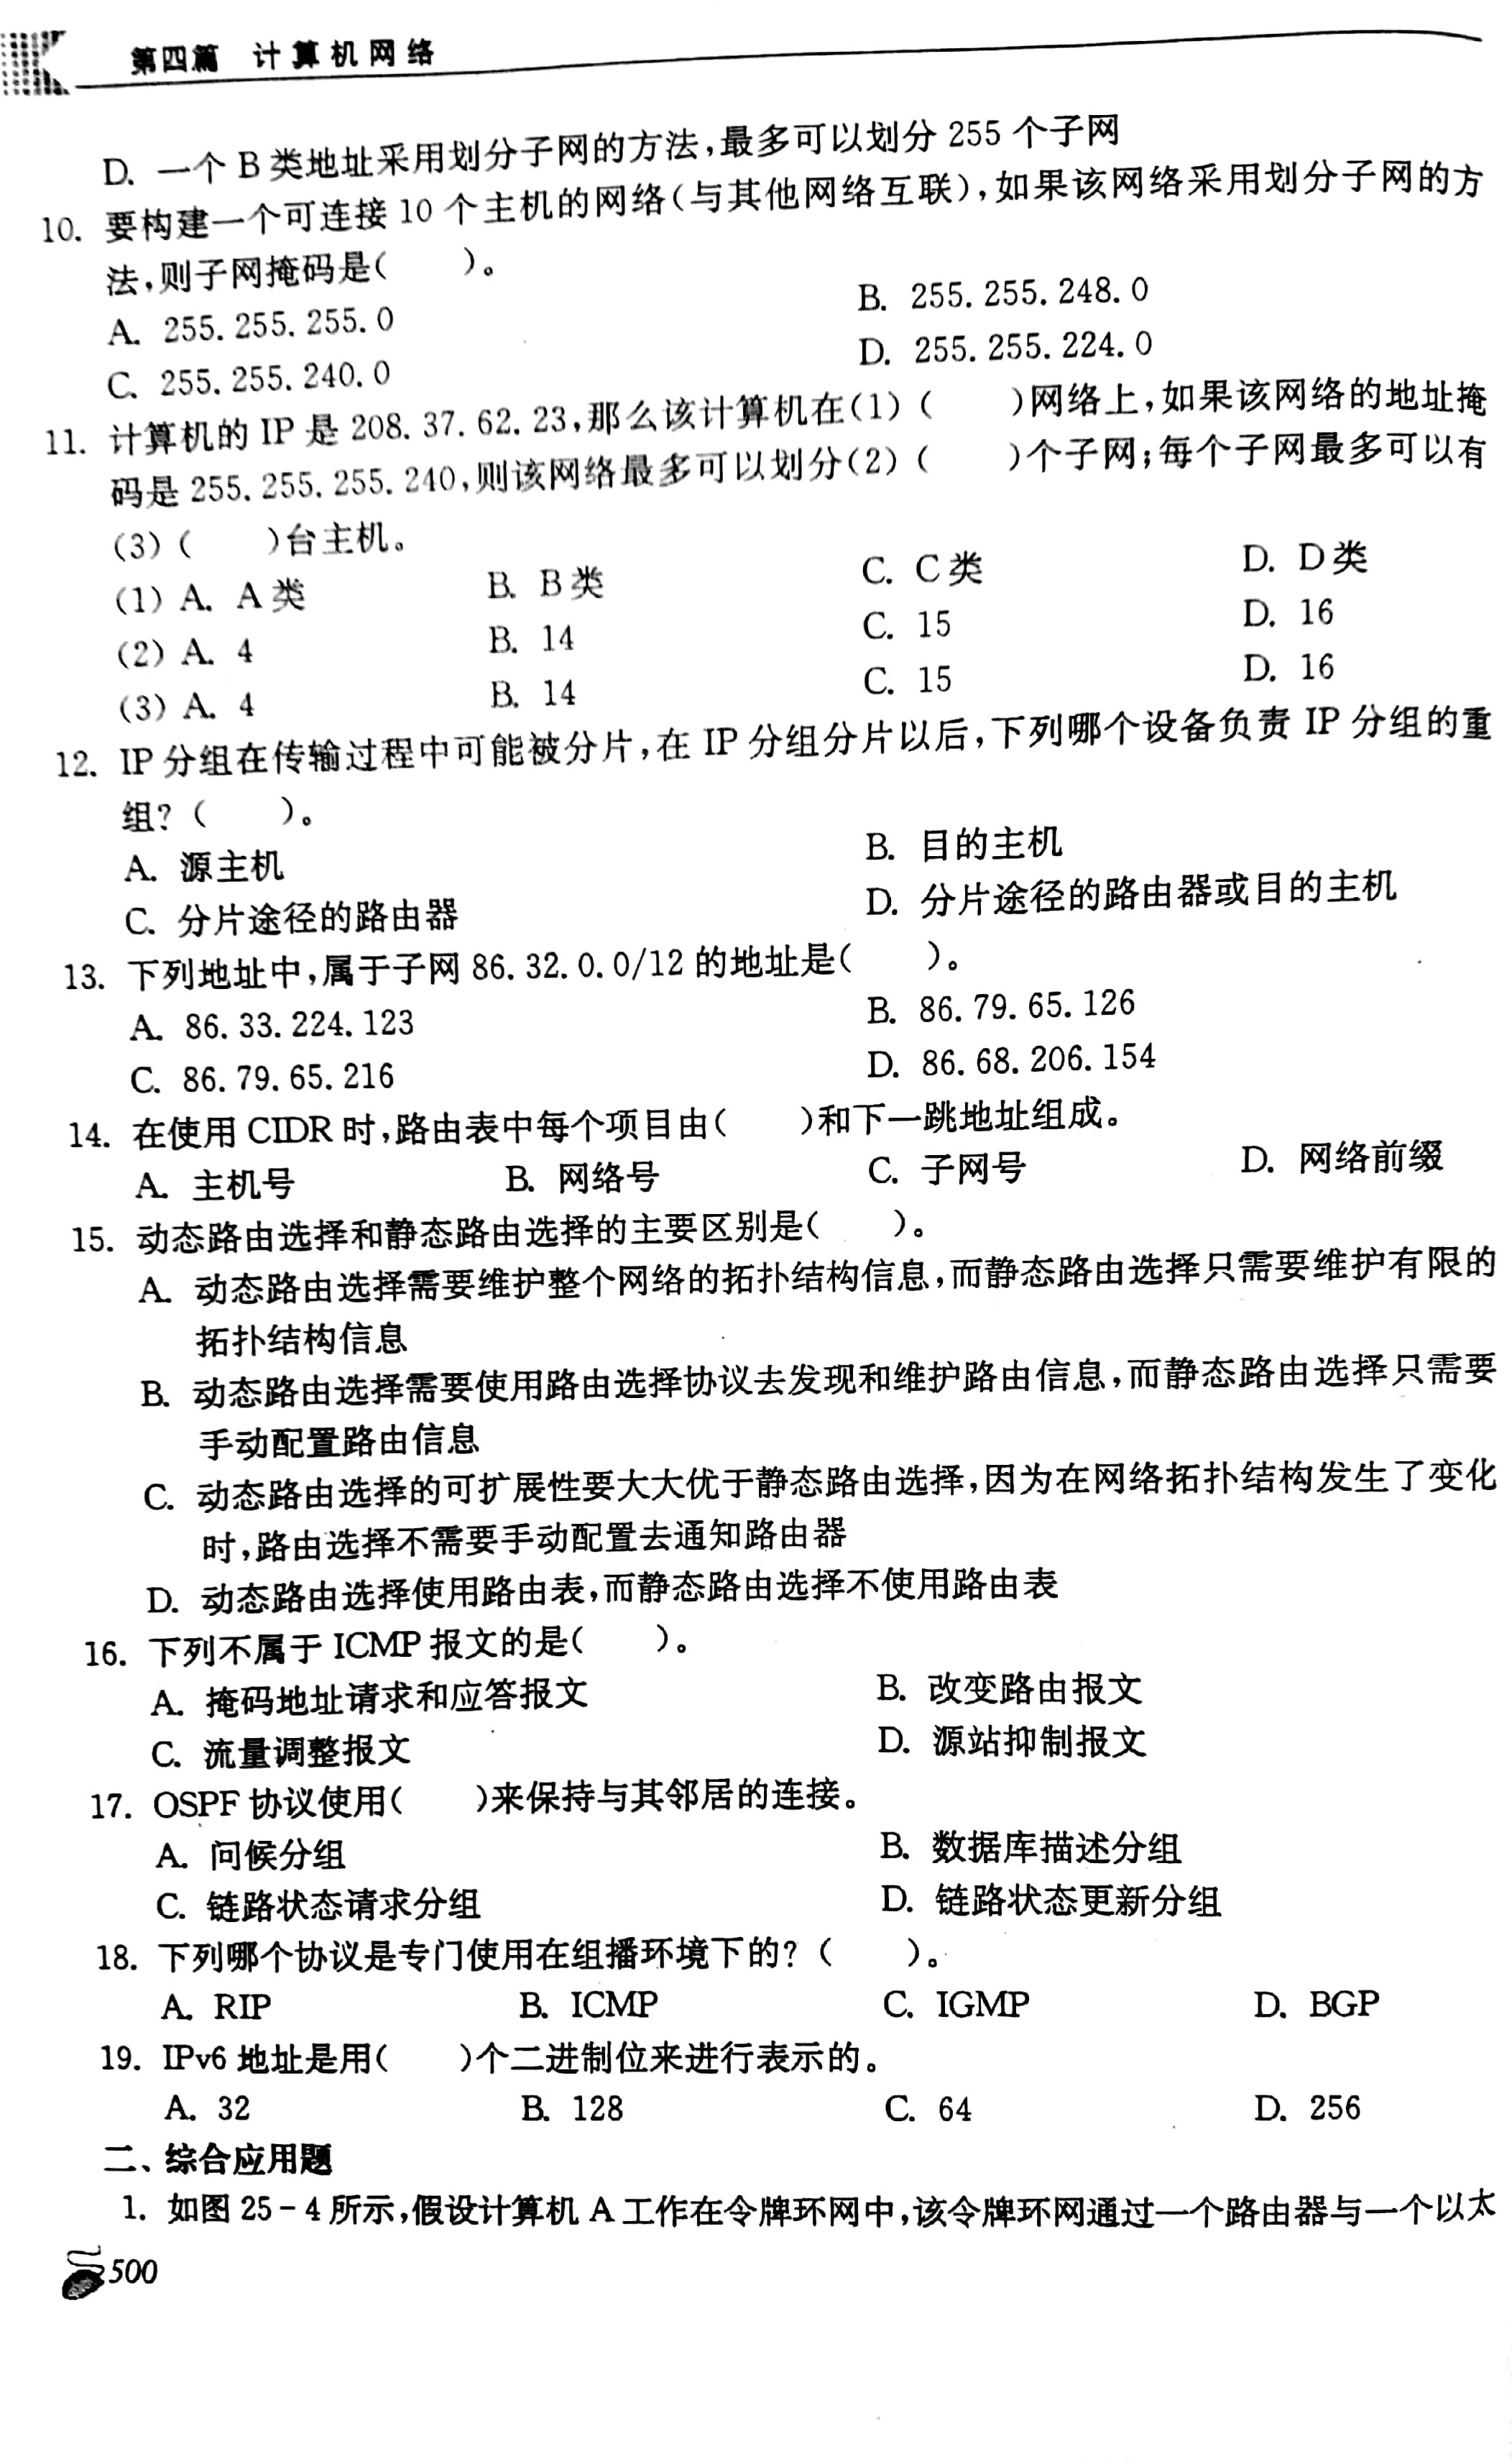 第四篇 计算机网络
D. 一个 B 类地址采用划分子网的方法,最多可以划分 255 个子网
10. 要构建一个可连接 10 个主机的网络(与其他网络互联),如果该网络采用划分子网的方
法,则子网掩码是( )。
A. 255. 255. 255. 0 B. 255. 255. 248. 0
C. 255. 255. 240. 0 D. 255. 255. 224. 0
11. 计算机的 IP 是 208. 37. 62. 23,那么该计算机在(1) ( )网络上,如果该网络的地址掩
码是 255. 255. 255. 240,则该网络最多可以划分(2) ( )个子网;每个子网最多可以有
(3) ( )台主机。
(1) A. A 类 B. B 类 C. C 类 D. D 类
(2) A. 4 B. 14 C. 15 D. 16
(3) A. 4 B. 14 C. 15 D. 16
12. IP 分组在传输过程中可能被分片,在 IP 分组分片以后,下列哪个设备负责 IP 分组的重
组? ( )。
A. 源主机 B. 目的主机
C. 分片途径的路由器 D. 分片途径的路由器或目的主机
13. 下列地址中,属于子网 86. 32. 0. 0/12 的地址是( )。
A. 86. 33. 224. 123 B. 86. 79. 65. 126
C. 86. 79. 65. 216 D. 86. 68. 206. 154
14. 在使用 CIDR 时,路由表中每个项目由( )和下一跳地址组成。
A. 主机号 B. 网络号 C. 子网号 D. 网络前缀
15. 动态路由选择和静态路由选择的主要区别是( )。
A. 动态路由选择需要维护整个网络的拓扑结构信息,而静态路由选择只需要维护有限的
拓扑结构信息
B. 动态路由选择需要使用路由选择协议去发现和维护路由信息,而静态路由选择只需要
手动配置路由信息
C. 动态路由选择的可扩展性要大大优于静态路由选择,因为在网络拓扑结构发生了变化
时,路由选择不需要手动配置去通知路由器
D. 动态路由选择使用路由表,而静态路由选择不使用路由表
16. 下列不属于 ICMP 报文的是( )。
A. 掩码地址请求和应答报文 B. 改变路由报文
C. 流量调整报文 D. 源站抑制报文
17. OSPF 协议使用( )来保持与其邻居的连接。
A. 问候分组 B. 数据库描述分组
C. 链路状态请求分组 D. 链路状态更新分组
18. 下列哪个协议是专门使用在组播环境下的? ( )。
A. RIP B. ICMP C. IGMP D. BGP
19. IPv6 地址是用( )个二进制位来进行表示的。
A. 32 B. 128 C. 64 D. 256
二、综合应用题
1. 如图 25-4 所示,假设计算机 A 工作在令牌环网中,该令牌环网通过一个路由器与一个以太
500